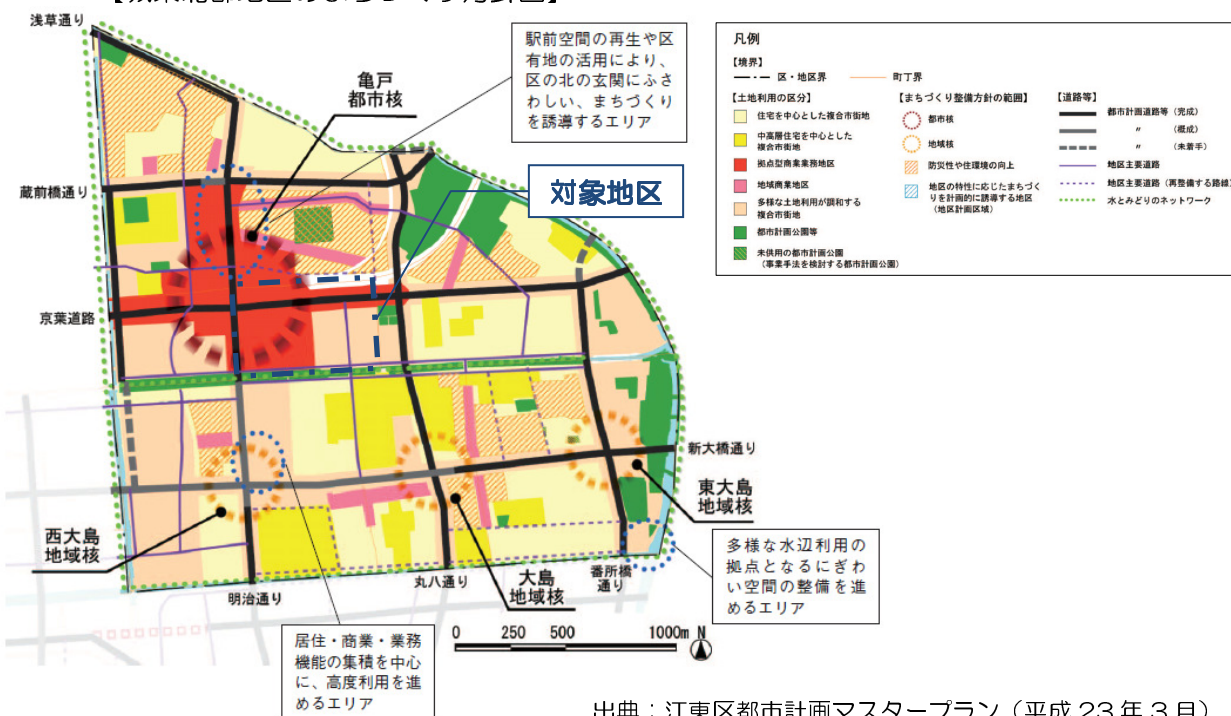 浅草通り
亀戸
都市核
駅前空間の再生や区
有地の活用により、
区の北の玄関にふさ
わしい、まちづくり
を誘導するエリア
蔵前橋通り
対象地区
京葉道路
新大橋通り
東大島
地域核
西大島
地域核
明治通り
丸八通り
大島
地域核
番所橋
通り
多様な水辺利用の
拠点となるにぎわ
い空間の整備を進
めるエリア
居住・商業・業務
機能の集積を中心
に、高度利用を進
めるエリア
0 250 500 1000m N
凡例
【境界】
区・地区界
町丁界
【土地利用の区分】
住宅を中心とした複合市街地
中高層住宅を中心とした
複合市街地
拠点型商業業務地区
地域商業地区
多様な土地利用が調和する
複合市街地
都市計画公園等
未供用の都市計画公園
（事業手法を検討する都市計画公園）
【まちづくり整備方針の範囲】
都市核
地域核
防災性や住環境の向上
地区の特性に応じたまちづく
りを計画的に誘導する地区
（地区計画区域）
【道路等】
都市計画道路等（完成）
〃 （概成）
〃 （未着手）
地区主要道路
地区主要道路（再整備する路線）
水とみどりのネットワーク
出典：江東区都市計画マスタープラン（平成 23 年 3 月）